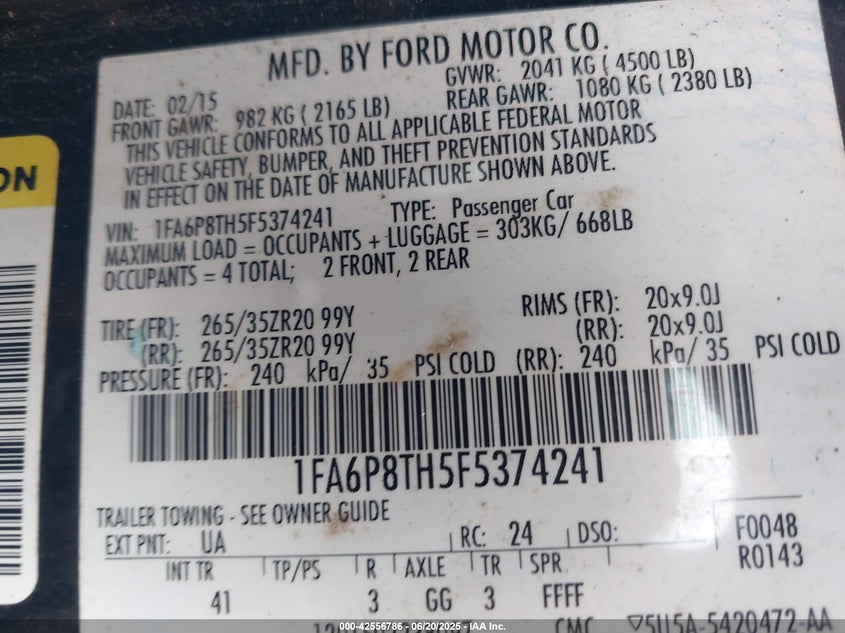 MFD. BY FORD MOTOR CO.
DATE: 02/15 GVWR: 2041 KG ( 4500 LB)
FRONT GAWR: 982 KG ( 2165 LB) REAR GAWR: 1080 KG ( 2380 LB)
THIS VEHICLE CONFORMS TO ALL APPLICABLE FEDERAL MOTOR
VEHICLE SAFETY, BUMPER, AND THEFT PREVENTION STANDARDS
IN EFFECT ON THE DATE OF MANUFACTURE SHOWN ABOVE.
ON
VIN: 1FA6P8TH5F5374241 TYPE: Passenger Car
MAXIMUM LOAD = OCCUPANTS + LUGGAGE = 303KG/ 668LB
OCCUPANTS = 4 TOTAL; 2 FRONT, 2 REAR
TIRE (FR): 265/35ZR20 99Y RIMS (FR): 20x9.0J
(RR): 265/35ZR20 99Y (RR): 20x9.0J
PRESSURE (FR): 240 kPa/ 35 PSI COLD (RR): 240 kPa/ 35 PSI COLD
1FA6P8TH5F5374241
TRAILER TOWING - SEE OWNER GUIDE
EXT PNT: UA RC: 24 DSO: F0048
R0143
INT TR TP/PS R AXLE TR SPR
41 3 GG 3 FFFF
CMC 5U5A-5420472-AA
000-42556786 - 06/20/2025 - IAA Inc.